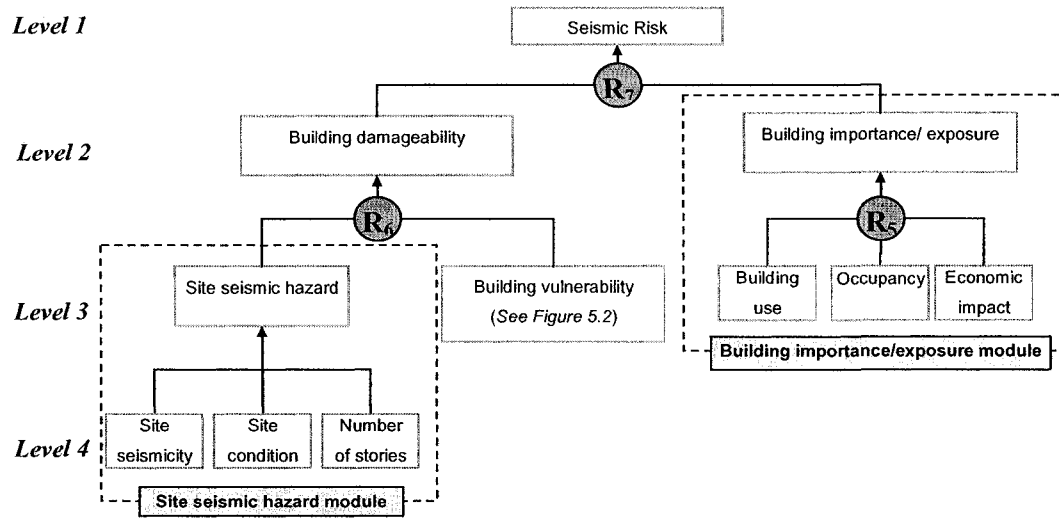 Level 1
Seismic Risk
R7
Level 2
Building damageability
Building importance/ exposure
R6
R5
Level 3
Site seismic hazard
Building vulnerability
(See Figure 5.2)
Building
use
Occupancy
Economic
impact
Building importance/exposure module
Level 4
Site
seismicity
Site
condition
Number
of stories
Site seismic hazard module